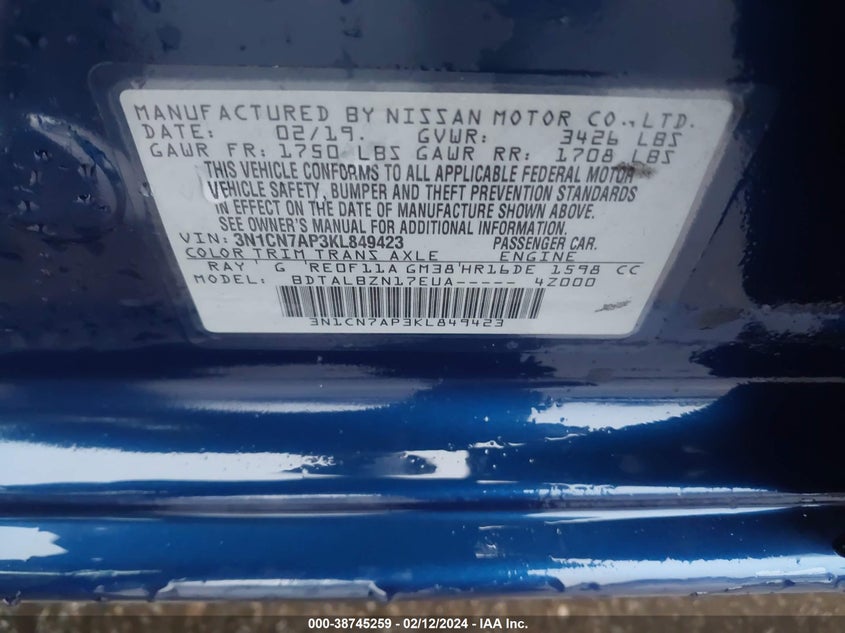 MANUFACTURED BY NISSAN MOTOR CO., LTD.
DATE: 02/19. GVWR: 3426 LBS
GAWR FR: 1750 LBS GAWR RR: 1708 LBS
THIS VEHICLE CONFORMS TO ALL APPLICABLE FEDERAL MOTOR
VEHICLE SAFETY, BUMPER AND THEFT PREVENTION STANDARDS
IN EFFECT ON THE DATE OF MANUFACTURE SHOWN ABOVE.
SEE OWNER'S MANUAL FOR ADDITIONAL INFORMATION.
VIN: 3N1CN7AP3KL849423 PASSENGER CAR.
COLOR TRIM TRANS AXLE ENGINE
RAY' G 'RE0F11A GM38'HR16DE 1598 CC
MODEL: BDTALBZN17EUA----- 4Z000
3N1CN7AP3KL849423
000-38745259 - 02/12/2024 - IAA Inc.